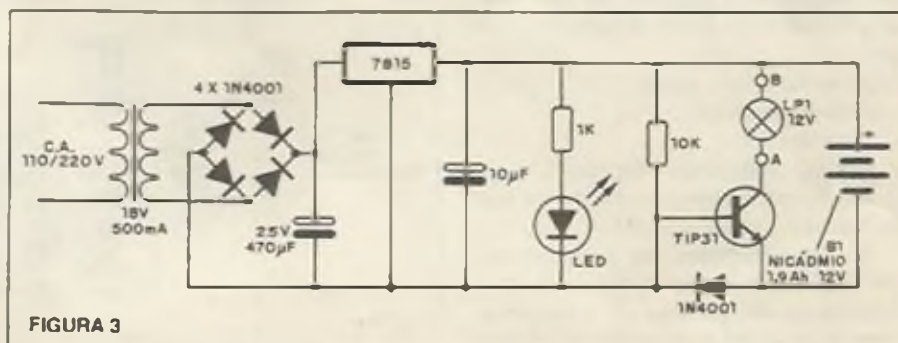 4 X 1N4001
7815
C.A.
110/220V
18V
500mA
25V
470µF
10µF
1K
LED
10K
B
LP1
12V
A
TIP31
1N4001
+
B1
NICÁDMIO
1,9Ah 12V
FIGURA 3